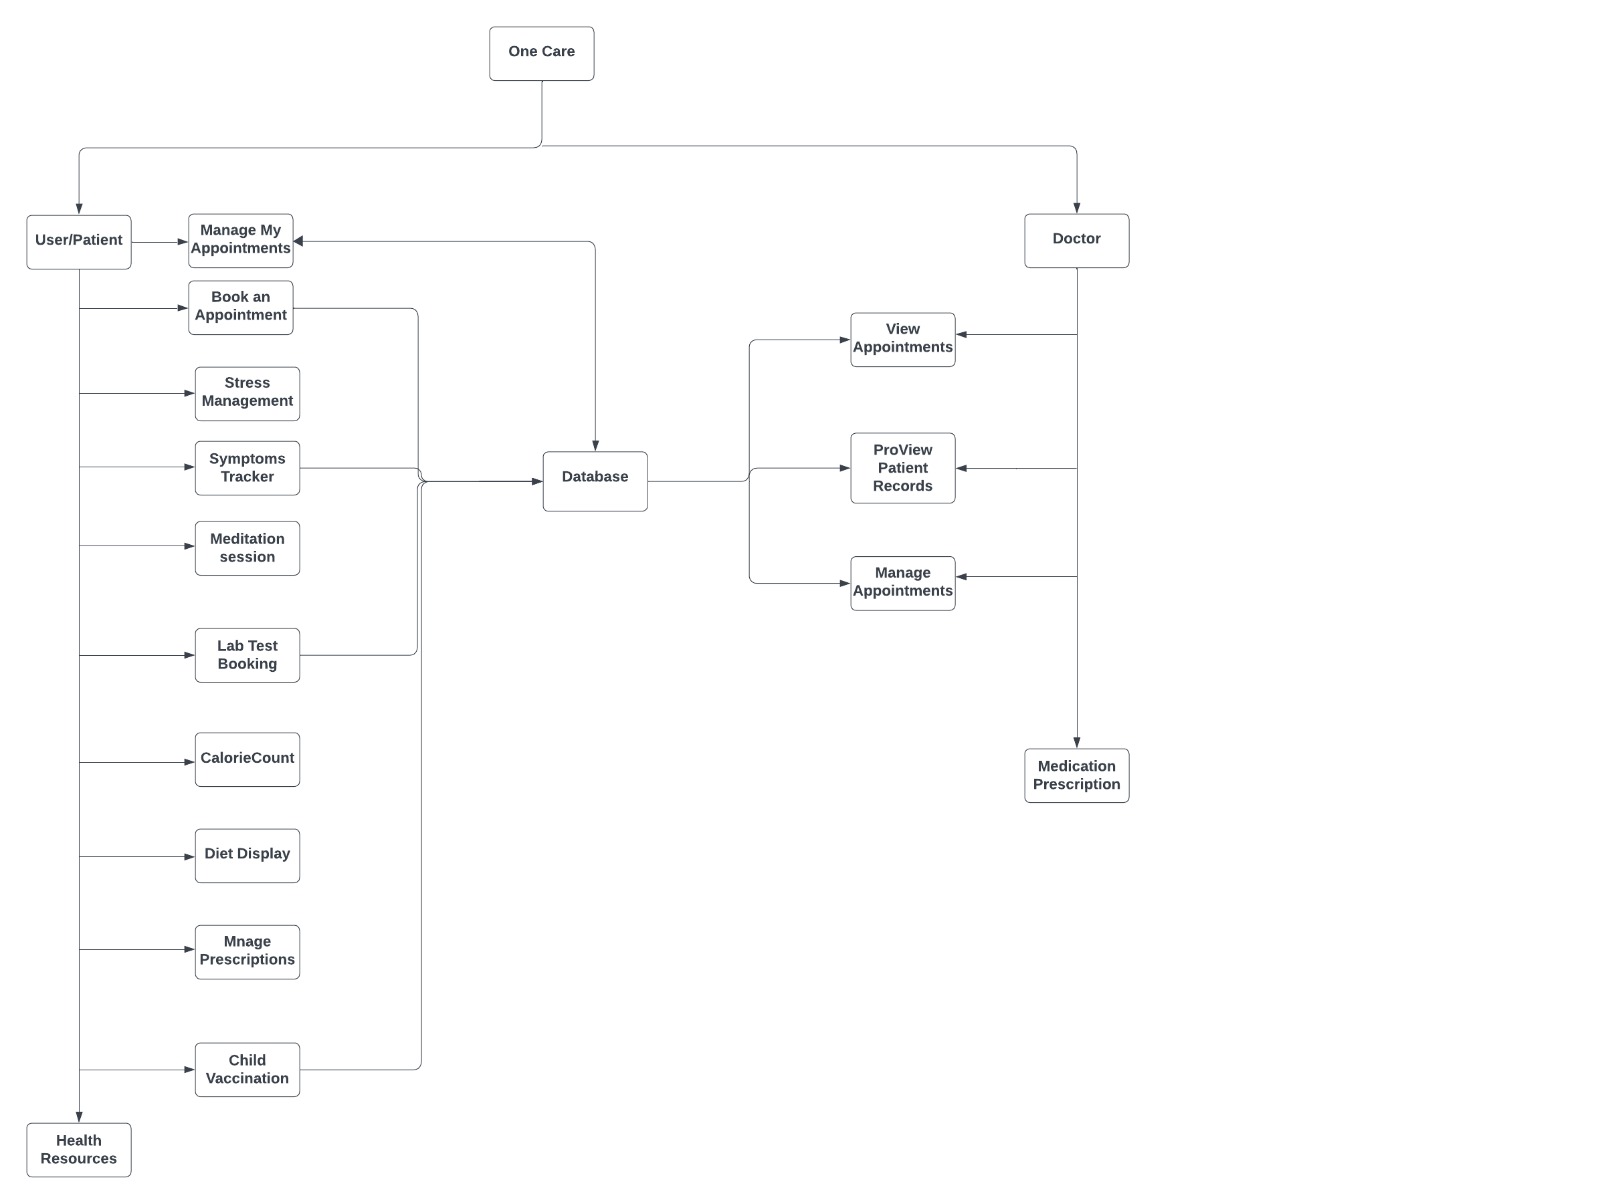 One Care
User/Patient
Manage My
Appointments
Doctor
Book an
Appointment
View
Appointments
Stress
Management
Symptoms
Tracker
Database
ProView
Patient
Records
Meditation
session
Manage
Appointments
Lab Test
Booking
CalorieCount
Medication
Prescription
Diet Display
Mnage
Prescriptions
Child
Vaccination
Health
Resources